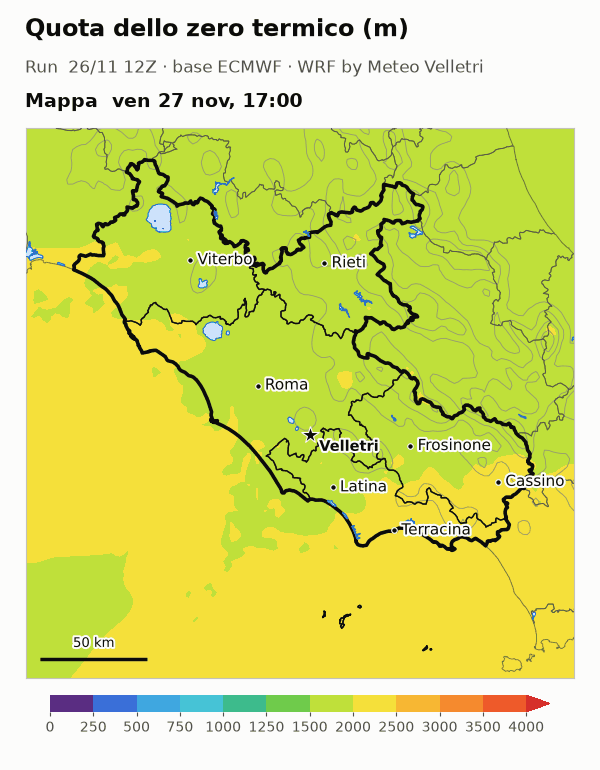 Quota dello zero termico (m)
Run 26/11 12Z · base ECMWF · WRF by Meteo Velletri
Mappa ven 27 nov, 17:00
Viterbo
Rieti
Roma
Velletri
Frosinone
Latina
Cassino
Terracina
50 km
0 250 500 750 1000 1250 1500 2000 2500 3000 3500 4000